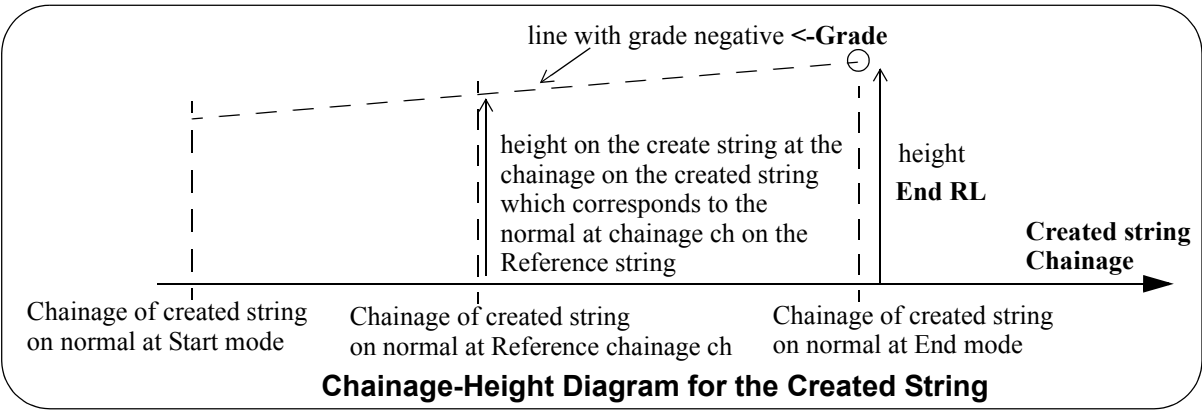 line with grade negative <-Grade
height on the create string at the
chainage on the created string
which corresponds to the
normal at chainage ch on the
Reference string
height
End RL
Created string
Chainage
Chainage of created string
on normal at Start mode
Chainage of created string
on normal at Reference chainage ch
Chainage of created string
on normal at End mode
Chainage-Height Diagram for the Created String